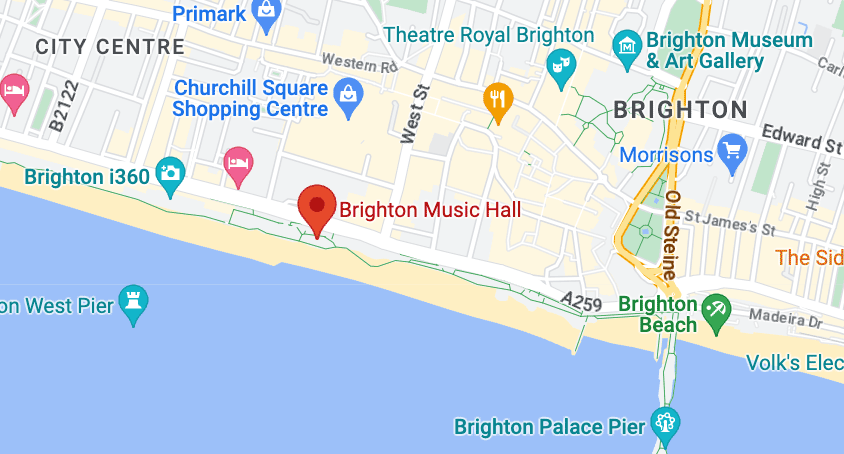 Primark
CITY CENTRE
Theatre Royal Brighton
Brighton Museum
& Art Gallery
Western Rd
Churchill Square
Shopping Centre
B2122
West St
BRIGHTON
Edward St
Morrisons
High St
Brighton i360
Brighton Music Hall
Old Steine
St James's St
The Sid
on West Pier
A259
Brighton
Beach
Madeira Dr
Volk's Elec
Brighton Palace Pier